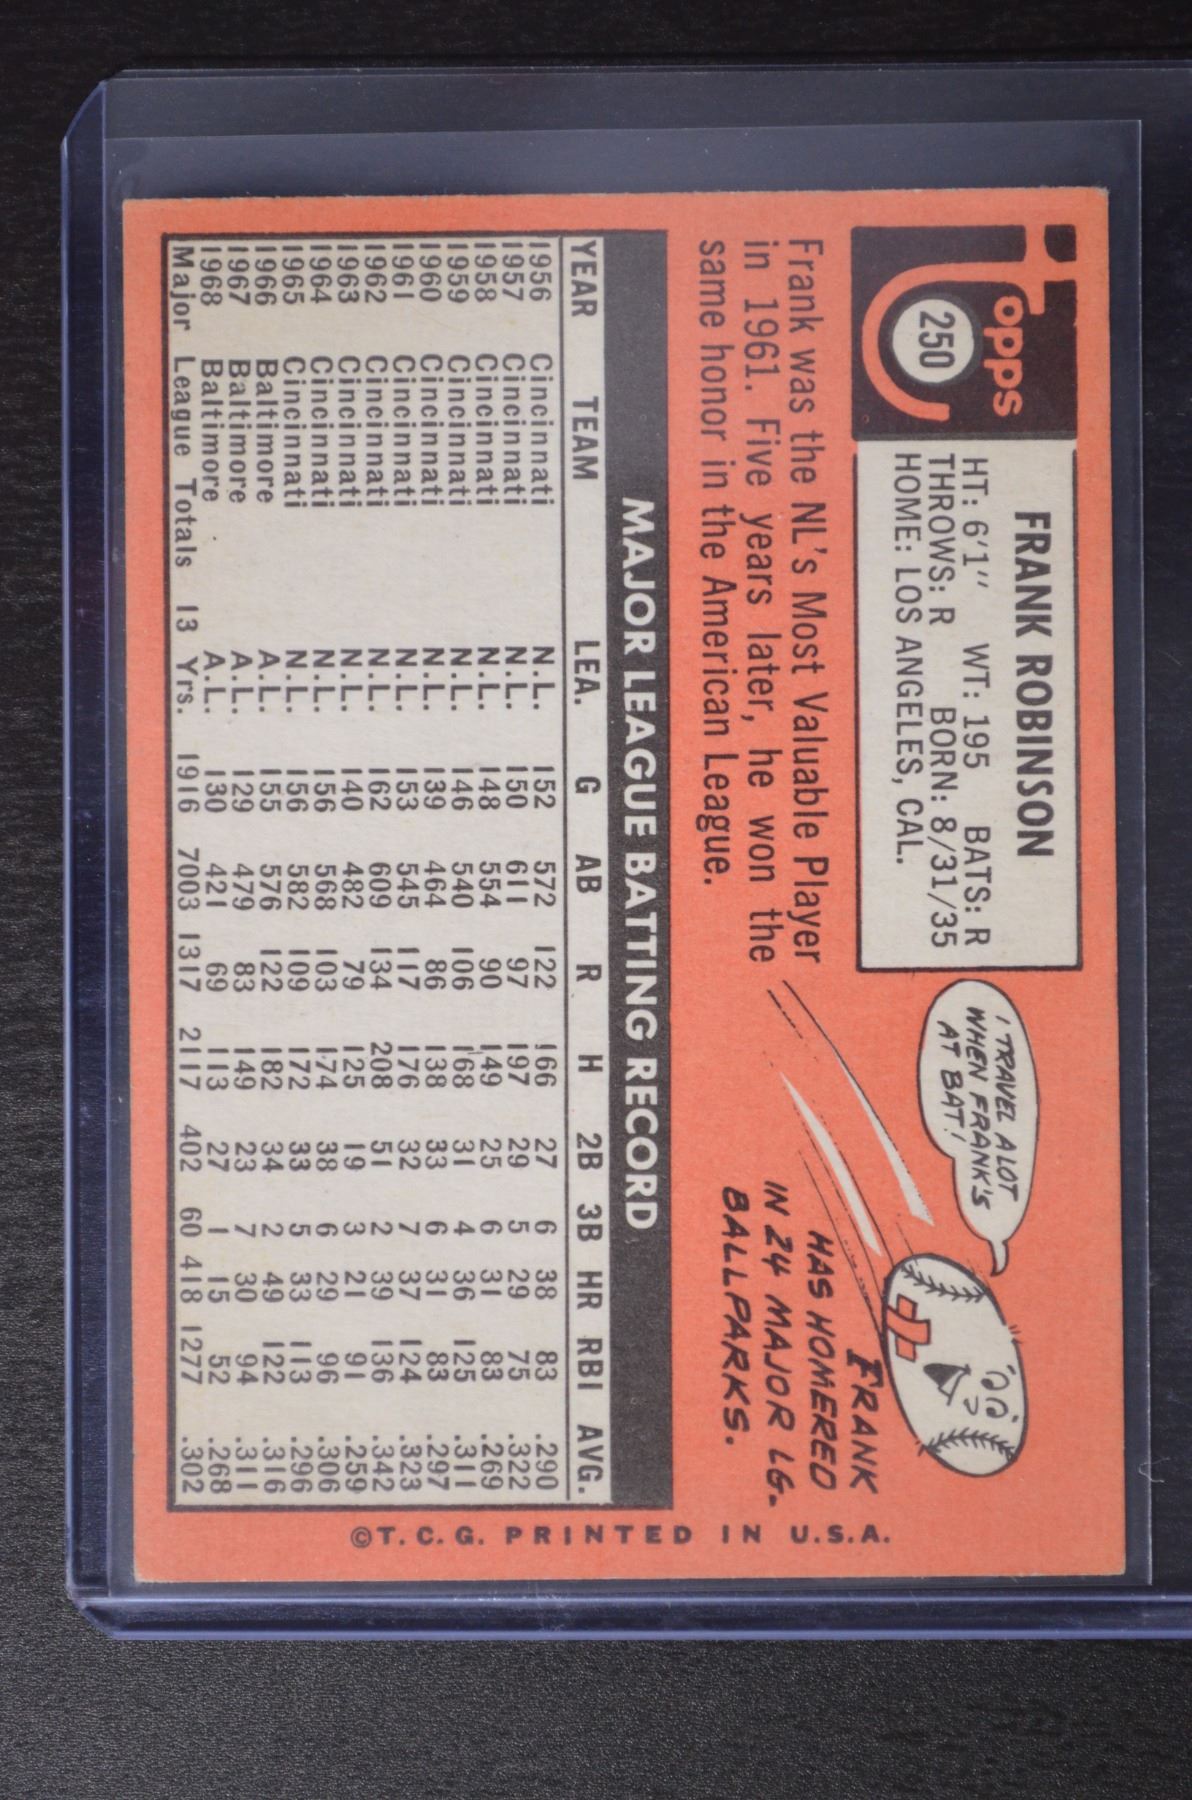 Topps
250
FRANK ROBINSON
HT: 6'1" WT: 195 BATS: R
THROWS: R BORN: 8/31/35
HOME: LOS ANGELES, CAL.
Frank was the NL's Most Valuable Player
in 1961. Five years later, he won the
same honor in the American League.
I TRAVEL A LOT
WHEN FRANK'S
AT BAT!
FRANK
HAS HOMERED
IN 24 MAJOR LG.
BALLPARKS.
MAJOR LEAGUE BATTING RECORD
YEAR TEAM LEA. G AB R H 2B 3B HR RBI AVG.
1956 Cincinnati N.L. 152 572 122 166 27 6 38 83 .290
1957 Cincinnati N.L. 150 611 97 197 29 5 29 75 .322
1958 Cincinnati N.L. 148 554 90 149 25 6 31 83 .269
1959 Cincinnati N.L. 146 540 106 168 31 4 36 125 .311
1960 Cincinnati N.L. 139 464 86 138 33 6 31 83 .297
1961 Cincinnati N.L. 153 545 117 176 32 7 37 124 .323
1962 Cincinnati N.L. 162 609 134 208 51 2 39 136 .342
1963 Cincinnati N.L. 140 482 79 125 19 3 21 91 .259
1964 Cincinnati N.L. 156 568 103 174 38 6 29 96 .306
1965 Cincinnati N.L. 156 582 109 172 33 5 33 113 .296
1966 Baltimore A.L. 155 576 122 182 34 2 49 122 .316
1967 Baltimore A.L. 129 479 83 149 23 7 30 94 .311
1968 Baltimore A.L. 130 421 69 113 27 1 15 52 .268
Major League Totals 13 Yrs. 1916 7003 1317 2117 402 60 418 1277 .302
©T.C.G. PRINTED IN U.S.A.